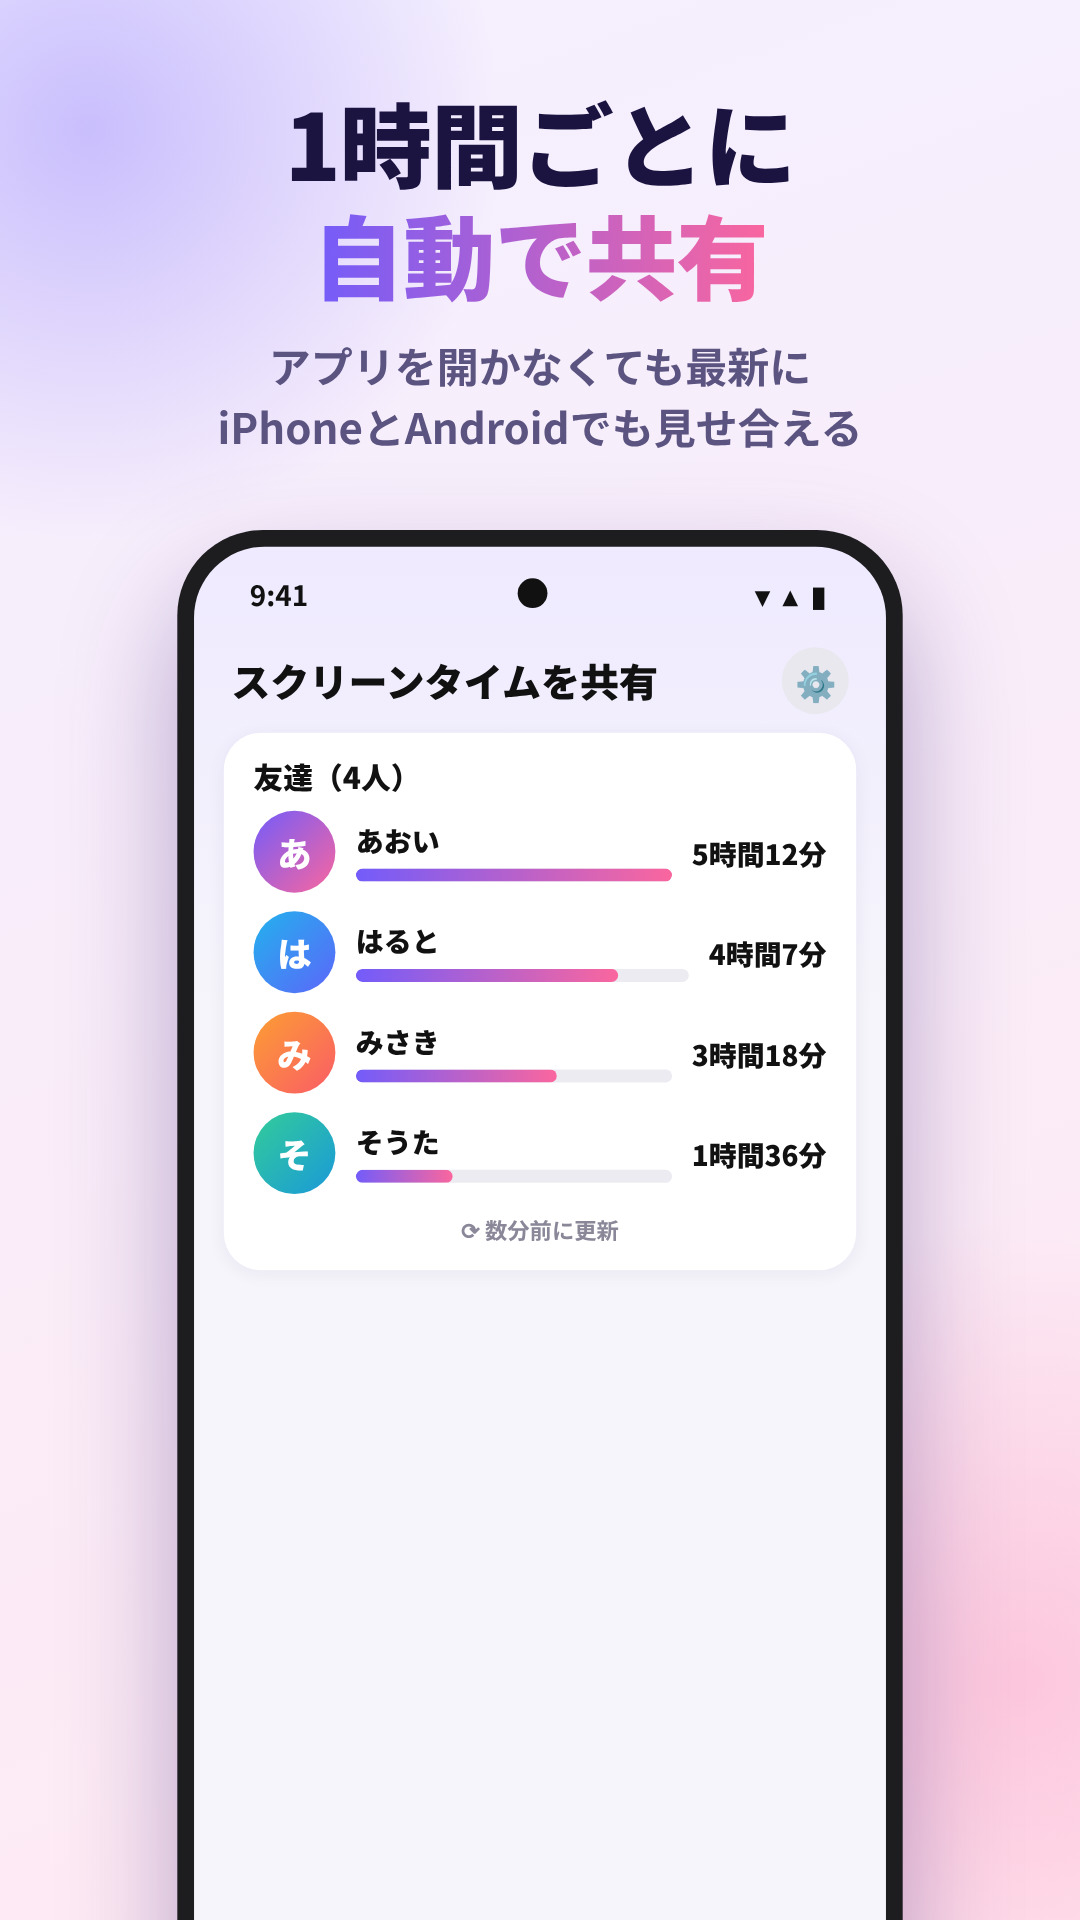 1時間ごとに
自動で共有
アプリを開かなくても最新に
iPhoneとAndroidでも見せ合える
9:41
スクリーンタイムを共有
友達（4人）
あ
あおい
5時間12分
は
はると
4時間7分
み
みさき
3時間18分
そ
そうた
1時間36分
⟳ 数分前に更新